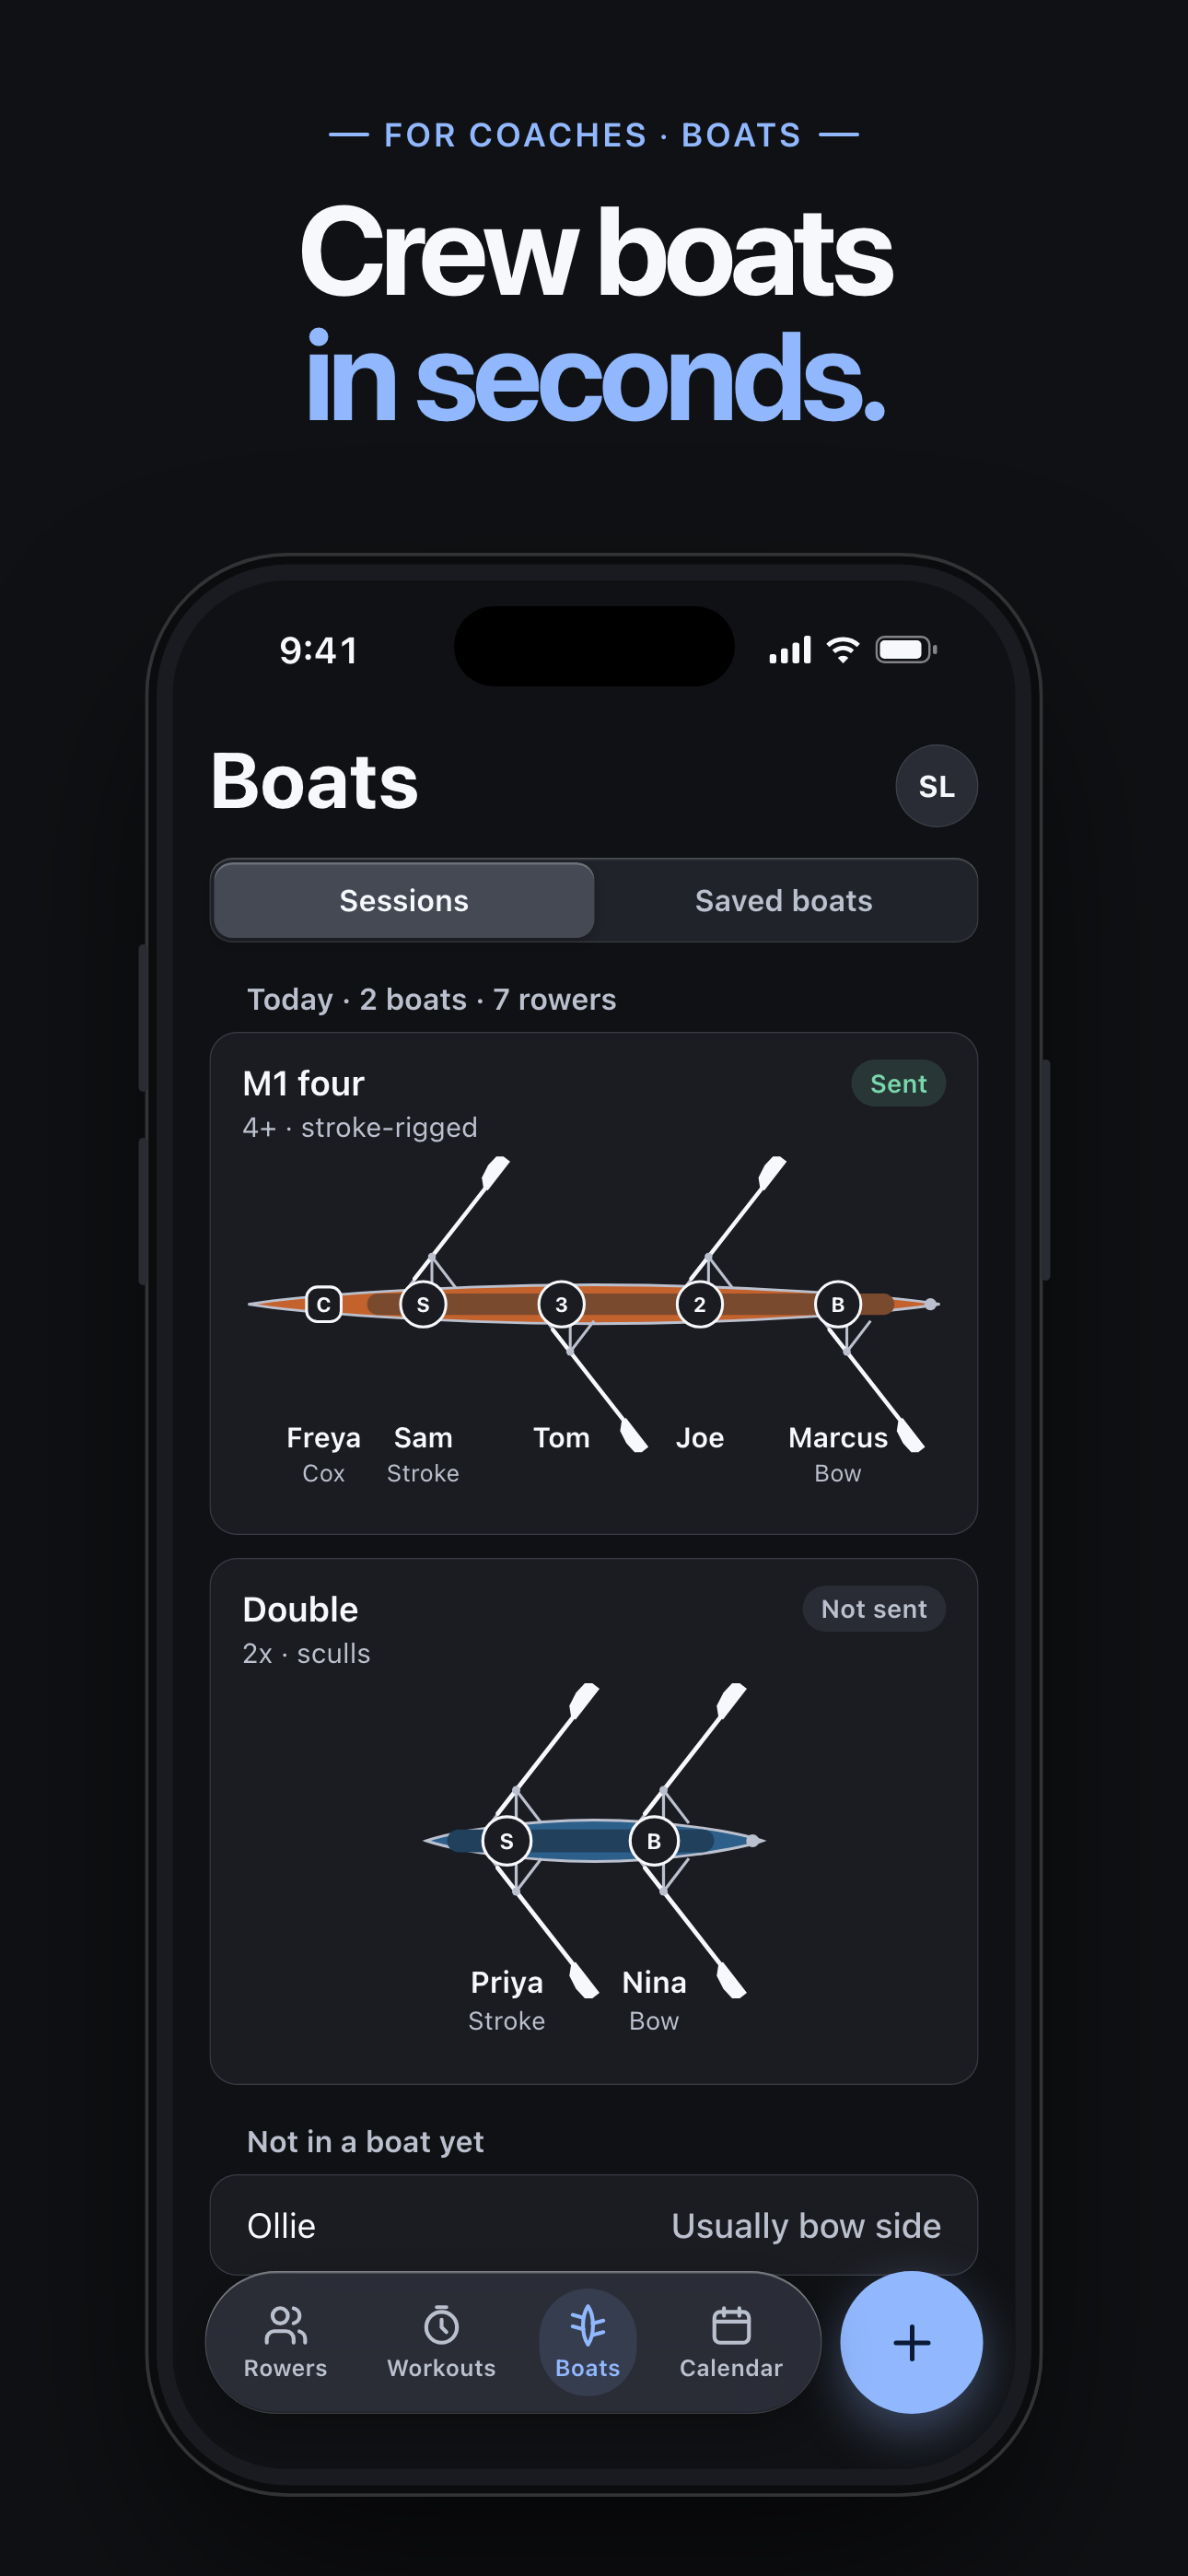 FOR COACHES · BOATS
Crew boats
in seconds.
9:41
Boats
SL
Sessions Saved boats
Today · 2 boats · 7 rowers
M1 four Sent
4+ · stroke-rigged
C S 3 2 B
Freya Sam Tom Joe Marcus
Cox Stroke Bow
Double Not sent
2x · sculls
S B
Priya Nina
Stroke Bow
Not in a boat yet
Ollie Usually bow side
Rowers Workouts Boats Calendar